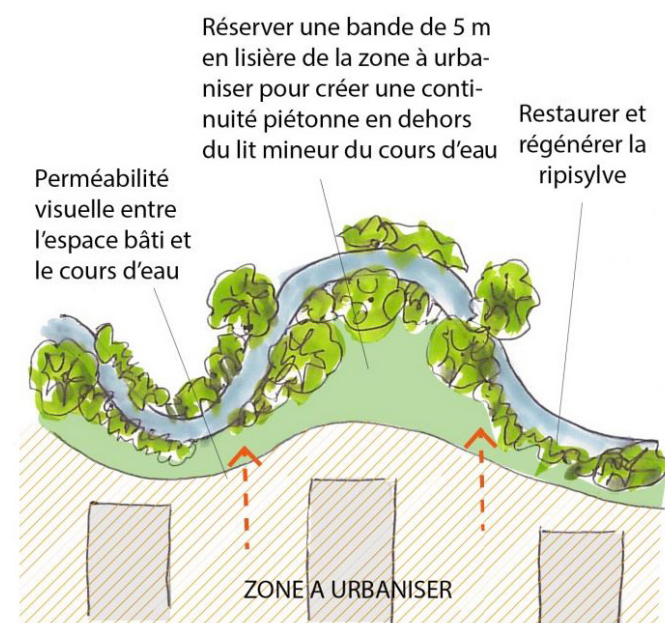 Réserver une bande de 5 m
en lisière de la zone à urba-
niser pour créer une conti-
nuité piétonne en dehors
du lit mineur du cours d'eau
Restaurer et
régénérer la
ripisylve
Perméabilité
visuelle entre
l'espace bâti et
le cours d'eau
ZONE A URBANISER